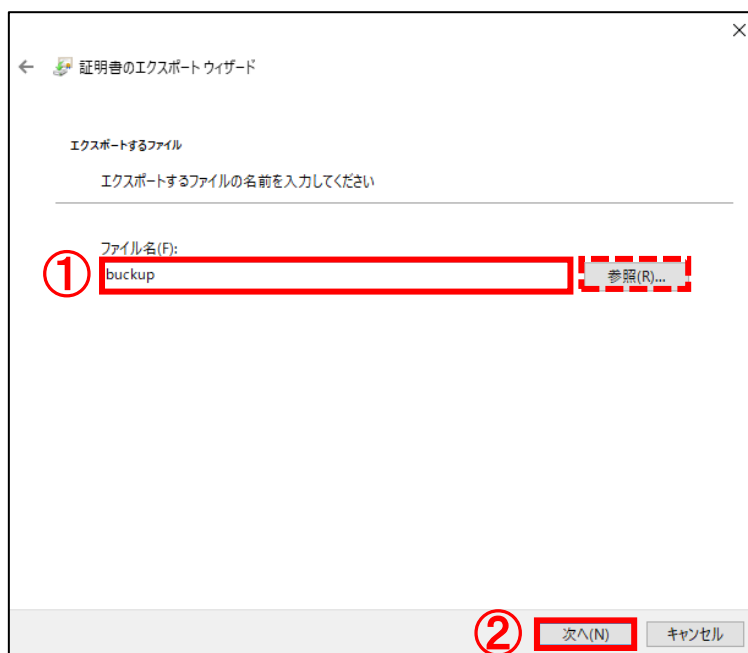 証明書のエクスポート ウィザード
エクスポートするファイル
エクスポートするファイルの名前を入力してください
ファイル名(F):
① buckup 参照(R)...
② 次へ(N) キャンセル